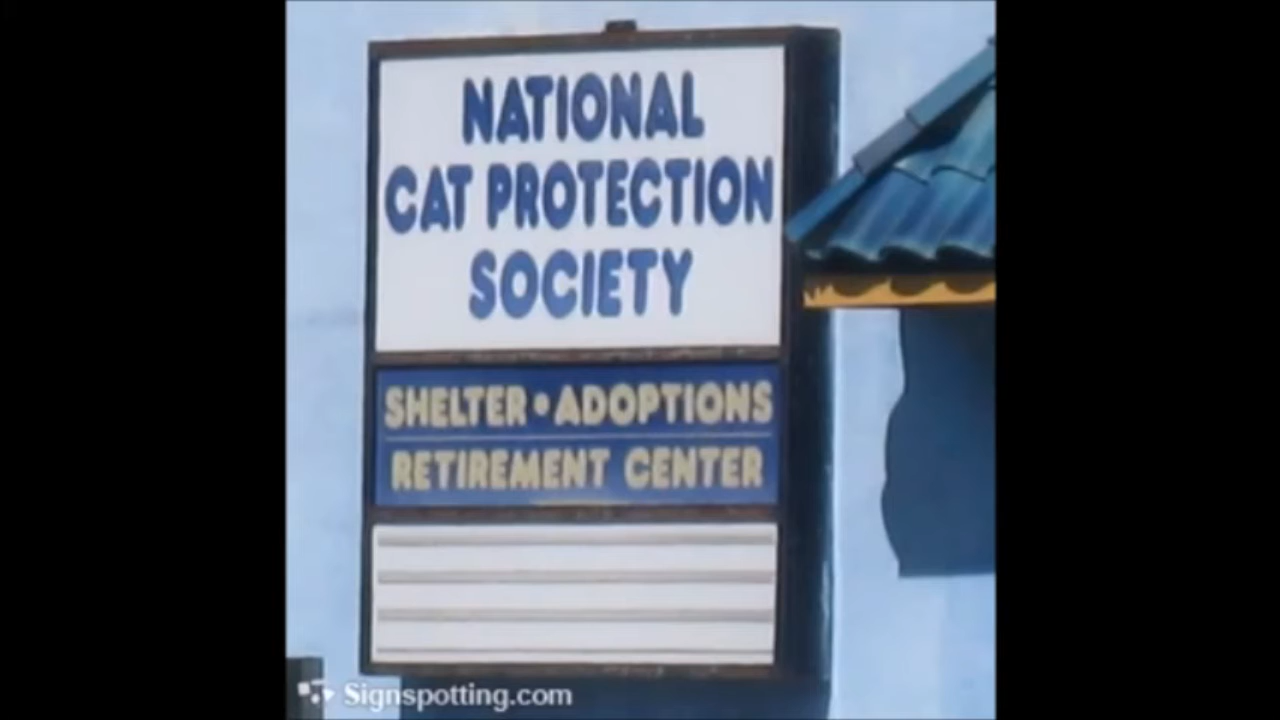 NATIONAL
CAT PROTECTION
SOCIETY
SHELTER • ADOPTIONS
RETIREMENT CENTER
Signspotting.com